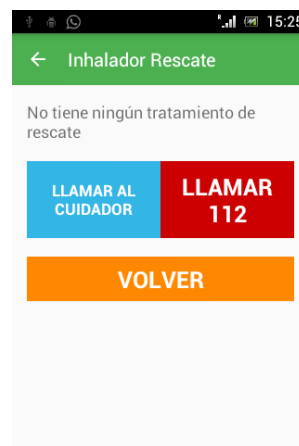 15:25
Inhalador Rescate
No tiene ningún tratamiento de
rescate
LLAMAR AL
CUIDADOR
LLAMAR
112
VOLVER